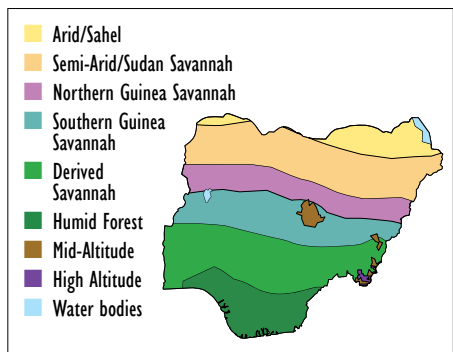 Arid/Sahel
Semi-Arid/Sudan Savannah
Northern Guinea Savannah
Southern Guinea
Savannah
Derived
Savannah
Humid Forest
Mid-Altitude
High Altitude
Water bodies